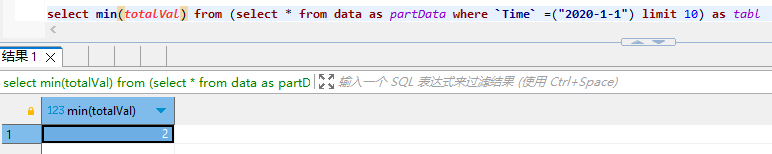 select min(totalVal) from (select * from data as partData where `Time` =("2020-1-1") limit 10) as tabl
结果 1
select min(totalVal) from (select * from data as partD
输入一个 SQL 表达式来过滤结果 (使用 Ctrl+Space)
123 min(totalVal)
1 2